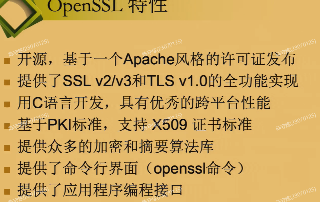 OpenSSL 特性
开源，基于一个Apache风格的许可证发布
提供了SSL v2/v3和TLS v1.0的全功能实现
用C语言开发，具有优秀的跨平台性能
基于PKI标准，支持 X509 证书标准
提供众多的加密和摘要算法库
提供了命令行界面（openssl命令）
提供了应用程序编程接口